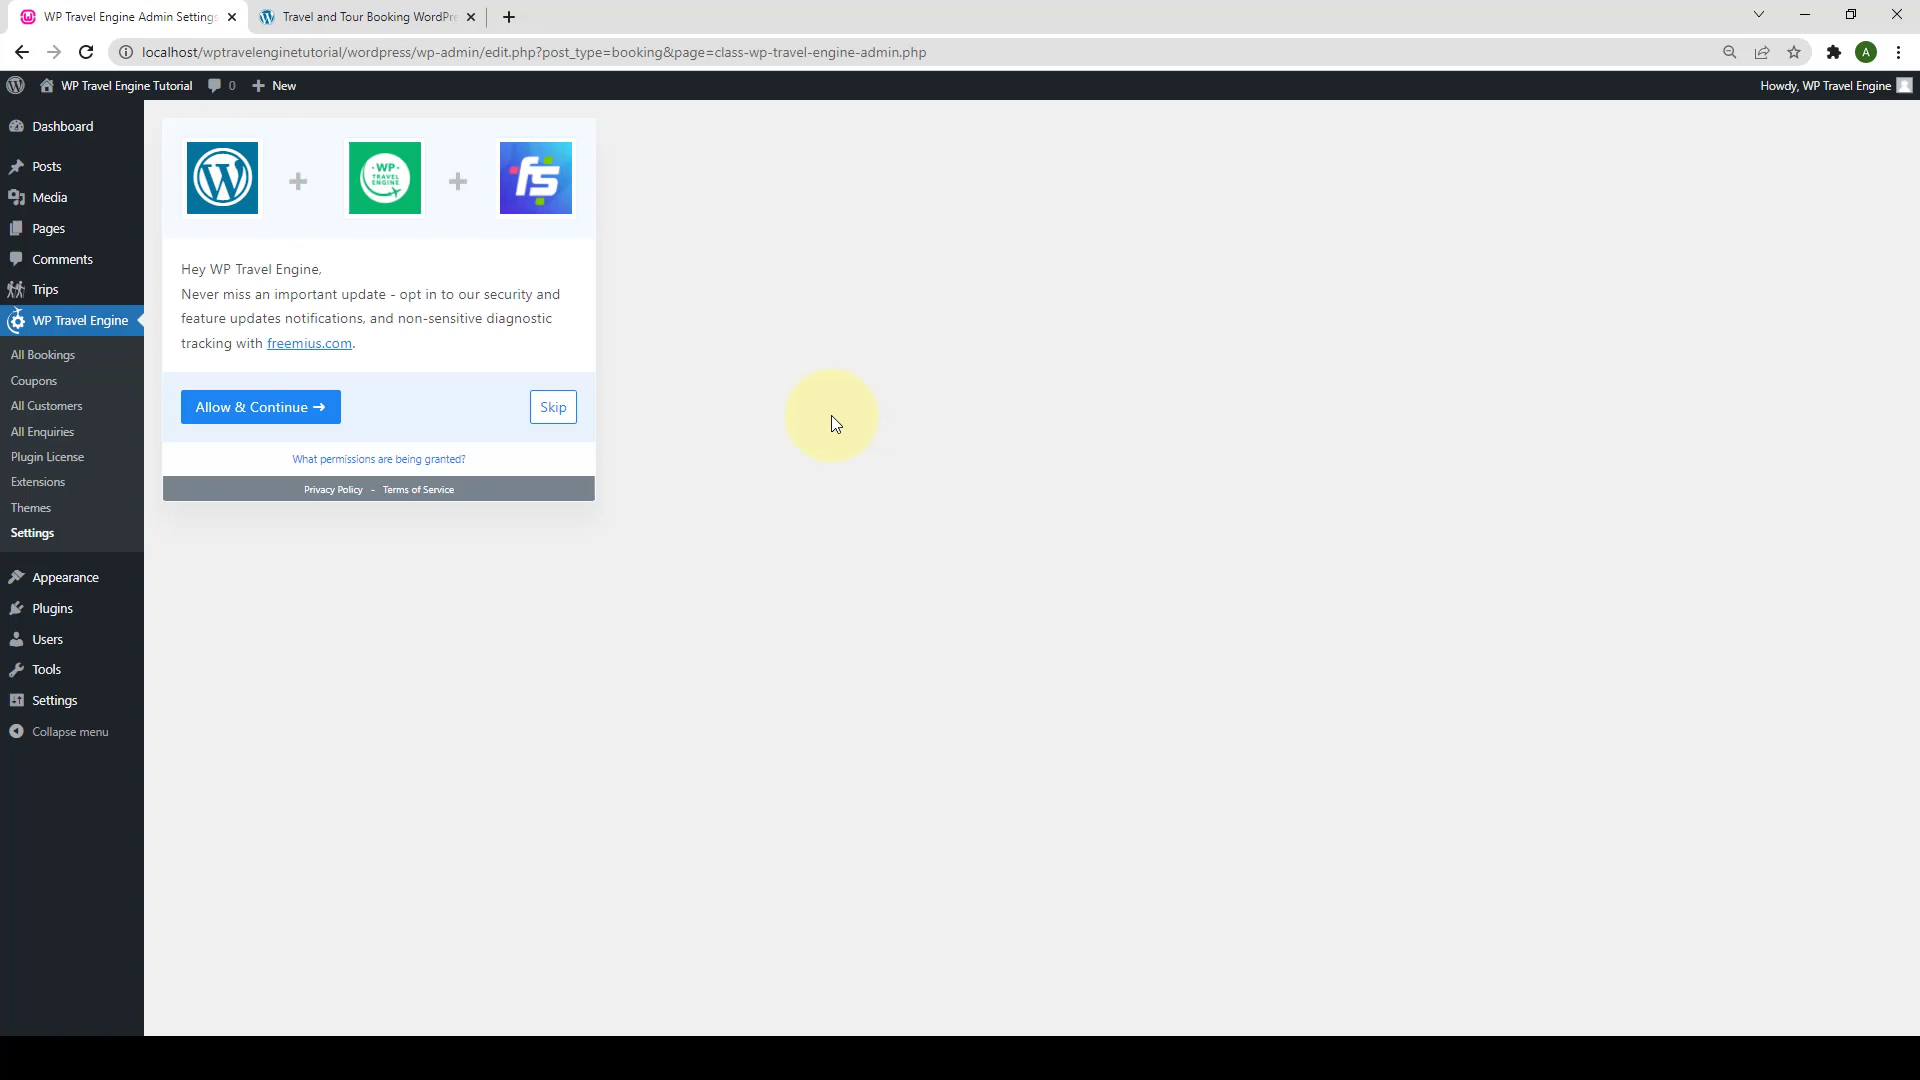 WP Travel Engine Admin Settings
Travel and Tour Booking WordPre
localhost/wptravelenginetutorial/wordpress/wp-admin/edit.php?post_type=booking&page=class-wp-travel-engine-admin.php
A
WP Travel Engine Tutorial
0
New
Howdy, WP Travel Engine
Dashboard
Posts
Media
Pages
Comments
Trips
WP Travel Engine
All Bookings
Coupons
All Customers
All Enquiries
Plugin License
Extensions
Themes
Settings
Appearance
Plugins
Users
Tools
Settings
Collapse menu
WP
TRAVEL
ENGINE
fs
Hey WP Travel Engine,
Never miss an important update - opt in to our security and
feature updates notifications, and non-sensitive diagnostic
tracking with freemius.com.
Allow & Continue ➜
Skip
What permissions are being granted?
Privacy Policy - Terms of Service